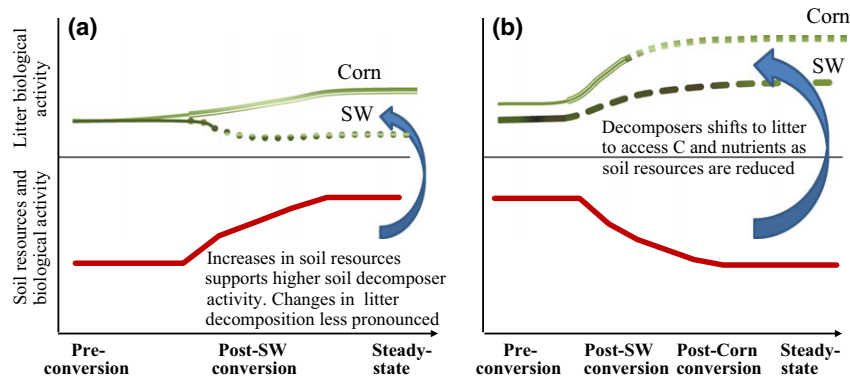 (a)
Litter biological
activity
Corn
SW
Soil resources and
biological activity
Increases in soil resources
supports higher soil decomposer
activity. Changes in litter
decomposition less pronounced
Pre-
conversion
Post-SW
conversion
Steady-
state
(b)
Corn
SW
Decomposers shifts to litter
to access C and nutrients as
soil resources are reduced
Pre-
conversion
Post-SW
conversion
Post-Corn
conversion
Steady-
state